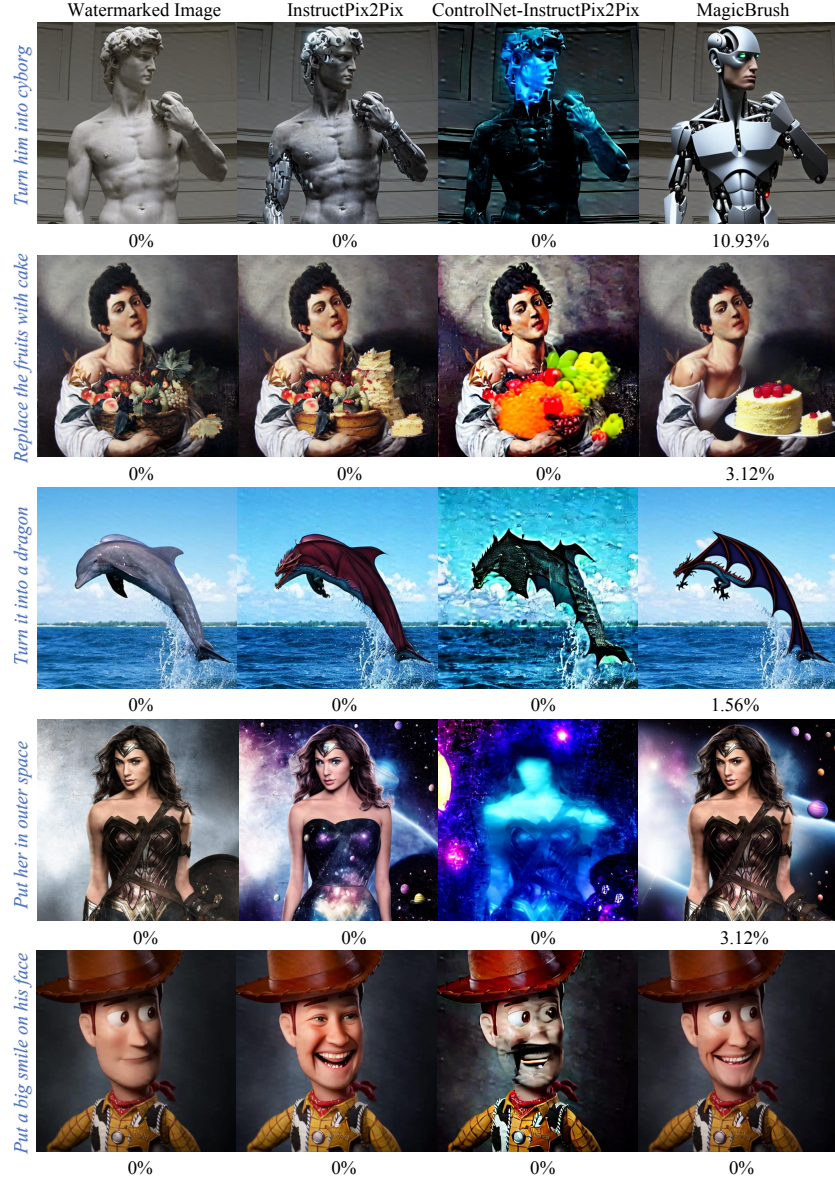 Watermarked Image InstructPix2Pix ControlNet-InstructPix2Pix MagicBrush
Turn him into cyborg
0% 0% 0% 10.93%
Replace the fruits with cake
0% 0% 0% 3.12%
Turn it into a dragon
0% 0% 0% 1.56%
Put her in outer space
0% 0% 0% 3.12%
Put a big smile on his face
0% 0% 0% 0%